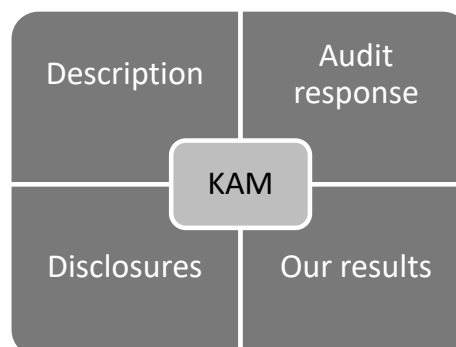 Description
Audit
response
KAM
Disclosures
Our results